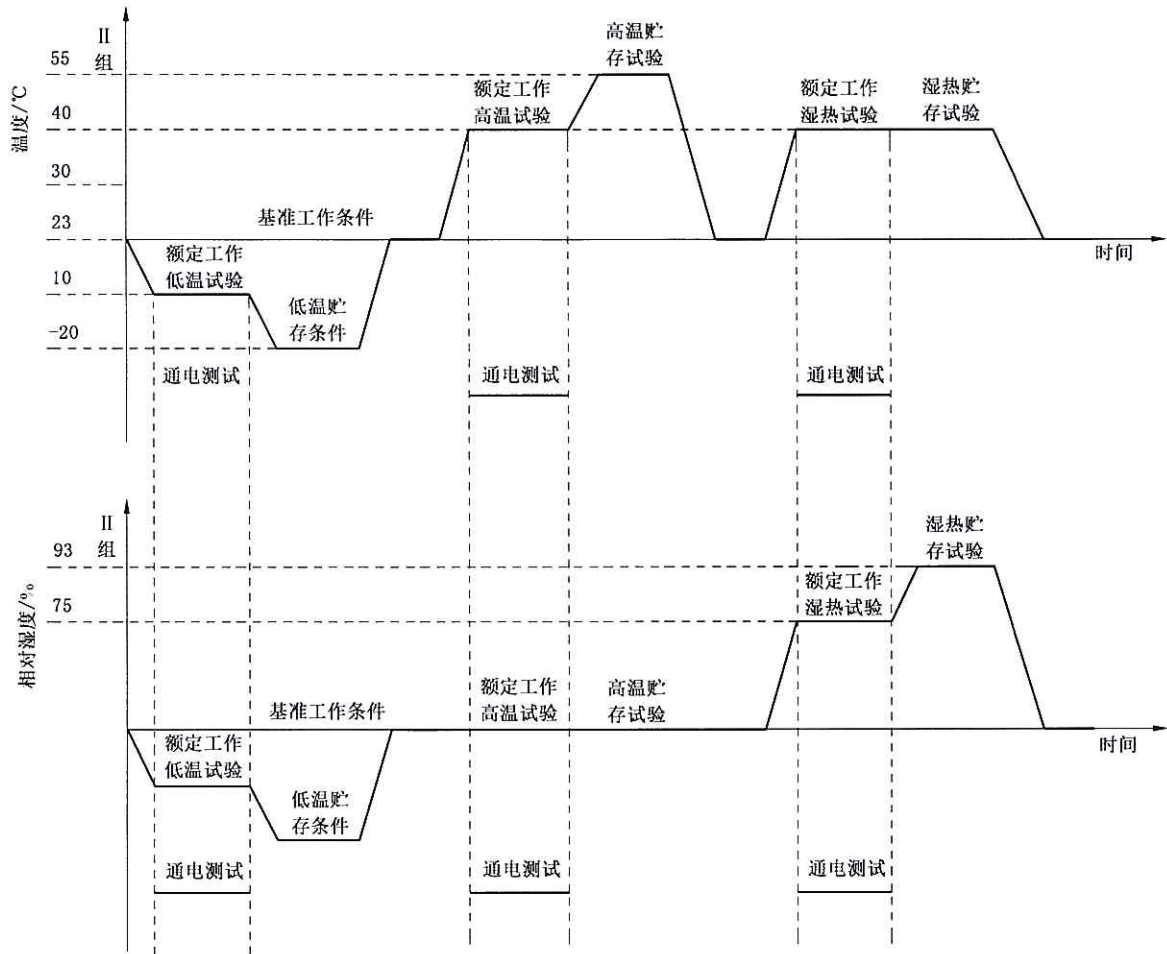 II
组
55
40
30
23
10
-20
温度/℃
高温贮
存试验
额定工作
高温试验
额定工作
湿热试验
湿热贮
存试验
基准工作条件
时间
额定工作
低温试验
低温贮
存条件
通电测试
通电测试
通电测试
II
组
93
75
相对湿度/%
湿热贮
存试验
额定工作
湿热试验
额定工作
高温试验
高温贮
存试验
基准工作条件
时间
额定工作
低温试验
低温贮
存条件
通电测试
通电测试
通电测试